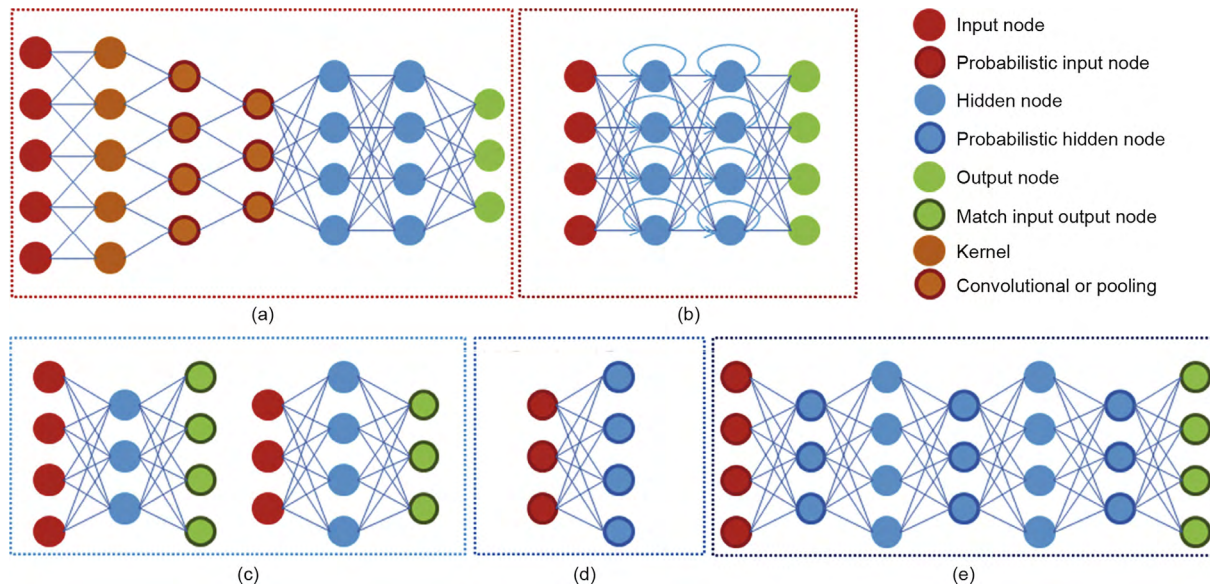 Input node
Probabilistic input node
Hidden node
Probabilistic hidden node
Output node
Match input output node
Kernel
Convolutional or pooling
(a)
(b)
(c)
(d)
(e)